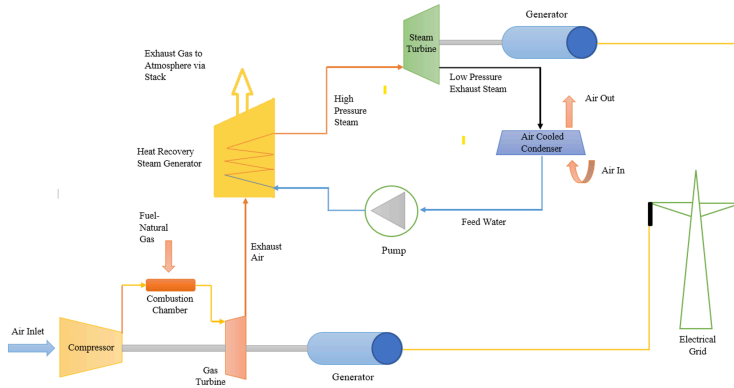 Generator
Steam
Turbine
Exhaust Gas to
Atmosphere via
Stack
Low Pressure
Exhaust Steam
High
Pressure
Steam
Air Out
Air Cooled
Condenser
Heat Recovery
Steam Generator
Air In
Feed Water
Pump
Fuel-
Natural
Gas
Exhaust
Air
Combustion
Chamber
Air Inlet
Compressor
Gas
Turbine
Generator
Electrical
Grid